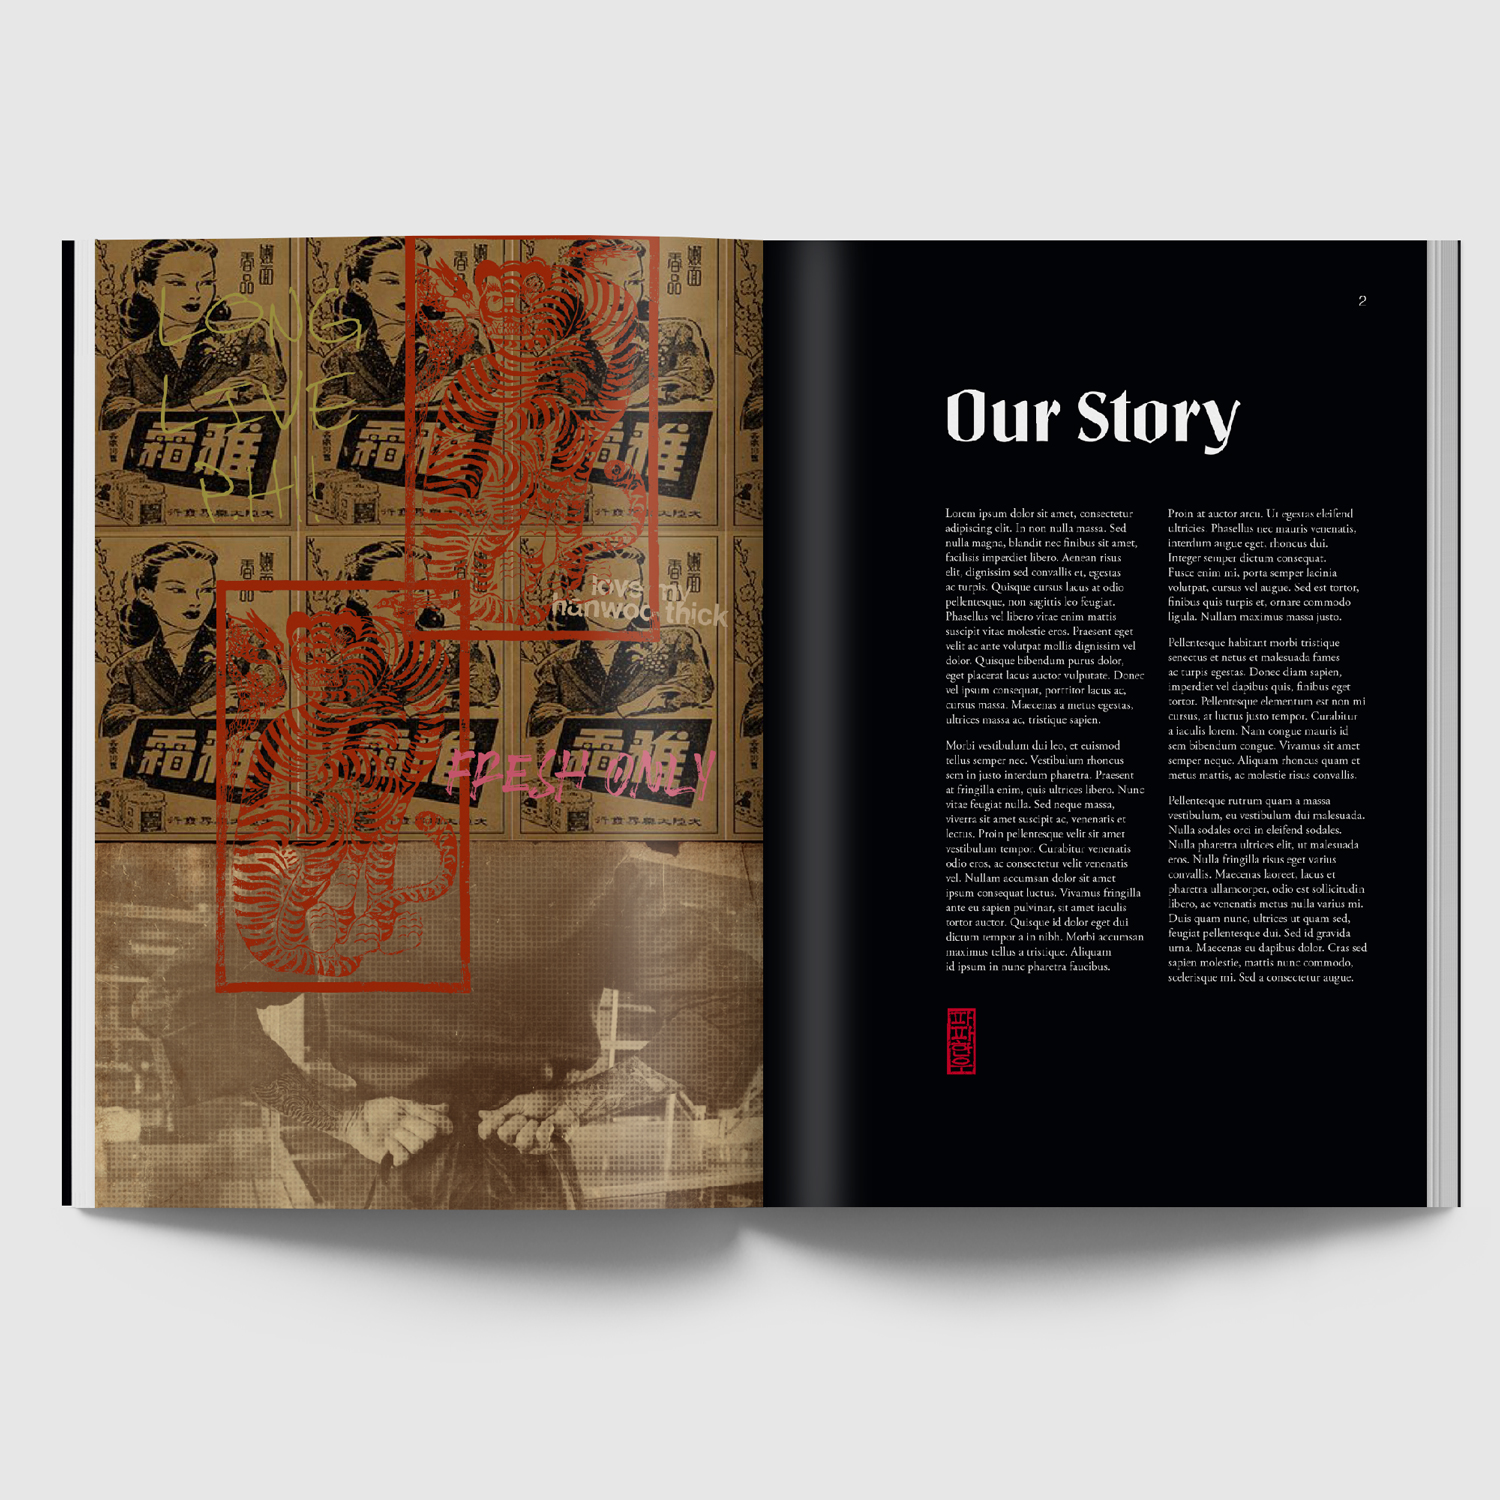 嫩面
香品
LONG
LIVE
PHI
霜雅
love my
hanwoo thick
FRESH ONLY
2
Our Story
Lorem ipsum dolor sit amet, consectetur
adipiscing elit. In non nulla massa. Sed
nulla magna, blandit nec finibus sit amet,
facilisis imperdiet libero. Aenean risus
elit, dignissim sed convallis et, egestas
ac turpis. Quisque cursus lacus at odio
pellentesque, non sagittis leo feugiat.
Phasellus vel libero vitae enim mattis
suscipit vitae molestie eros. Praesent eget
velit ac ante volutpat mollis dignissim vel
dolor. Quisque bibendum purus dolor,
eget placerat lacus auctor vulputate. Donec
vel ipsum consequat, porttitor lacus ac,
cursus massa. Maecenas a metus egestas,
ultrices massa ac, tristique sapien.
Morbi vestibulum dui leo, et euismod
tellus semper nec. Vestibulum rhoncus
sem in justo interdum pharetra. Praesent
at fringilla enim, quis ultrices libero. Nunc
vitae feugiat nulla. Sed neque massa,
viverra sit amet suscipit ac, venenatis et
lectus. Proin pellentesque velit sit amet
vestibulum tempor. Curabitur venenatis
odio eros, ac consectetur velit venenatis
vel. Nullam accumsan dolor sit amet
ipsum consequat luctus. Vivamus fringilla
ante eu sapien pulvinar, sit amet iaculis
tortor auctor. Quisque id dolor eget dui
dictum tempor a in nibh. Morbi accumsan
maximus tellus a tristique. Aliquam
id ipsum in nunc pharetra faucibus.
Proin at auctor arcu. Ut egestas eleifend
ultricies. Phasellus nec mauris venenatis,
interdum augue eget, rhoncus dui.
Integer semper dictum consequat.
Fusce enim mi, porta semper lacinia
volutpat, cursus vel augue. Sed est tortor,
finibus quis turpis et, ornare commodo
ligula. Nullam maximus massa justo.
Pellentesque habitant morbi tristique
senectus et netus et malesuada fames
ac turpis egestas. Donec diam sapien,
imperdiet vel dapibus quis, finibus eget
tortor. Pellentesque elementum est non mi
cursus, at luctus justo tempor. Curabitur
a iaculis lorem. Nam congue mauris id
sem bibendum congue. Vivamus sit amet
semper neque. Aliquam rhoncus quam et
metus mattis, ac molestie risus convallis.
Pellentesque rutrum quam a massa
vestibulum, eu vestibulum dui malesuada.
Nulla sodales orci in eleifend sodales.
Nulla pharetra ultrices elit, ut malesuada
eros. Nulla fringilla risus eget varius
convallis. Maecenas laoreet, lacus et
pharetra ullamcorper, odio est sollicitudin
libero, ac venenatis metus nulla varius mi.
Duis quam nunc, ultrices ut quam sed,
feugiat pellentesque dui. Sed id gravida
urna. Maecenas eu dapibus dolor. Cras sed
sapien molestie, mattis nunc commodo,
scelerisque mi. Sed a consectetur augue.